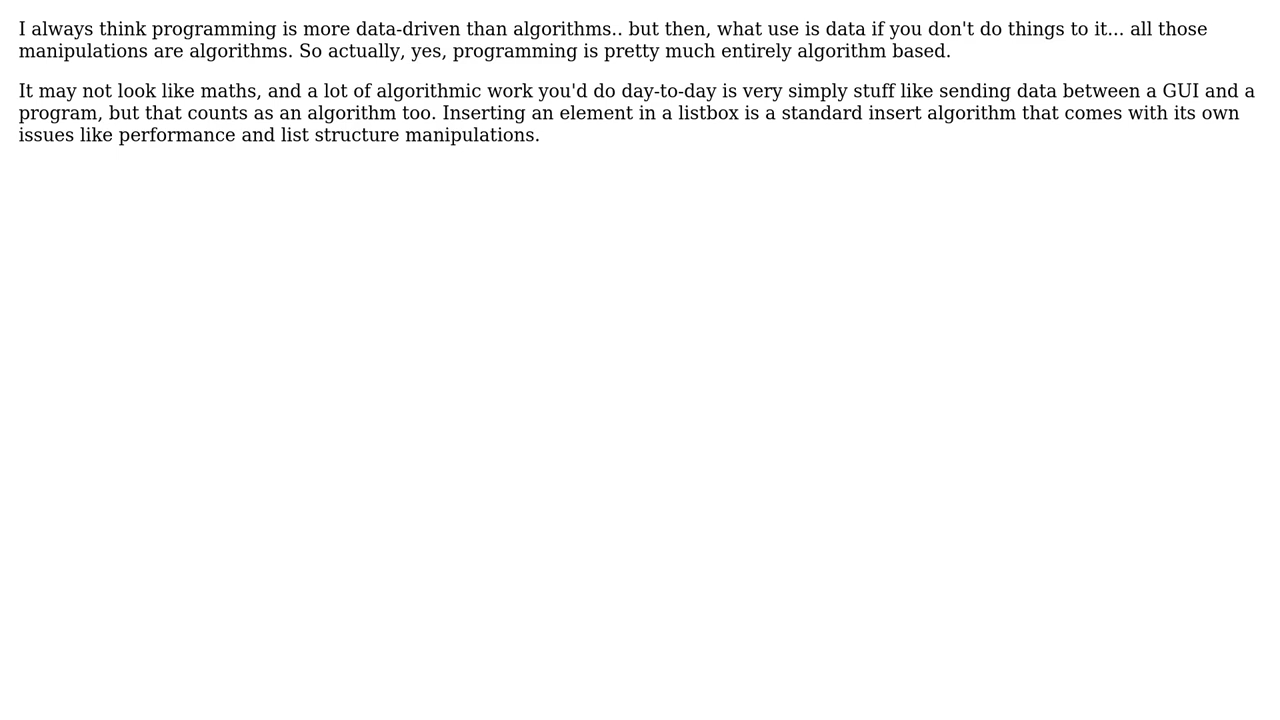 I always think programming is more data-driven than algorithms.. but then, what use is data if you don't do things to it... all those
manipulations are algorithms. So actually, yes, programming is pretty much entirely algorithm based.
It may not look like maths, and a lot of algorithmic work you'd do day-to-day is very simply stuff like sending data between a GUI and a
program, but that counts as an algorithm too. Inserting an element in a listbox is a standard insert algorithm that comes with its own
issues like performance and list structure manipulations.